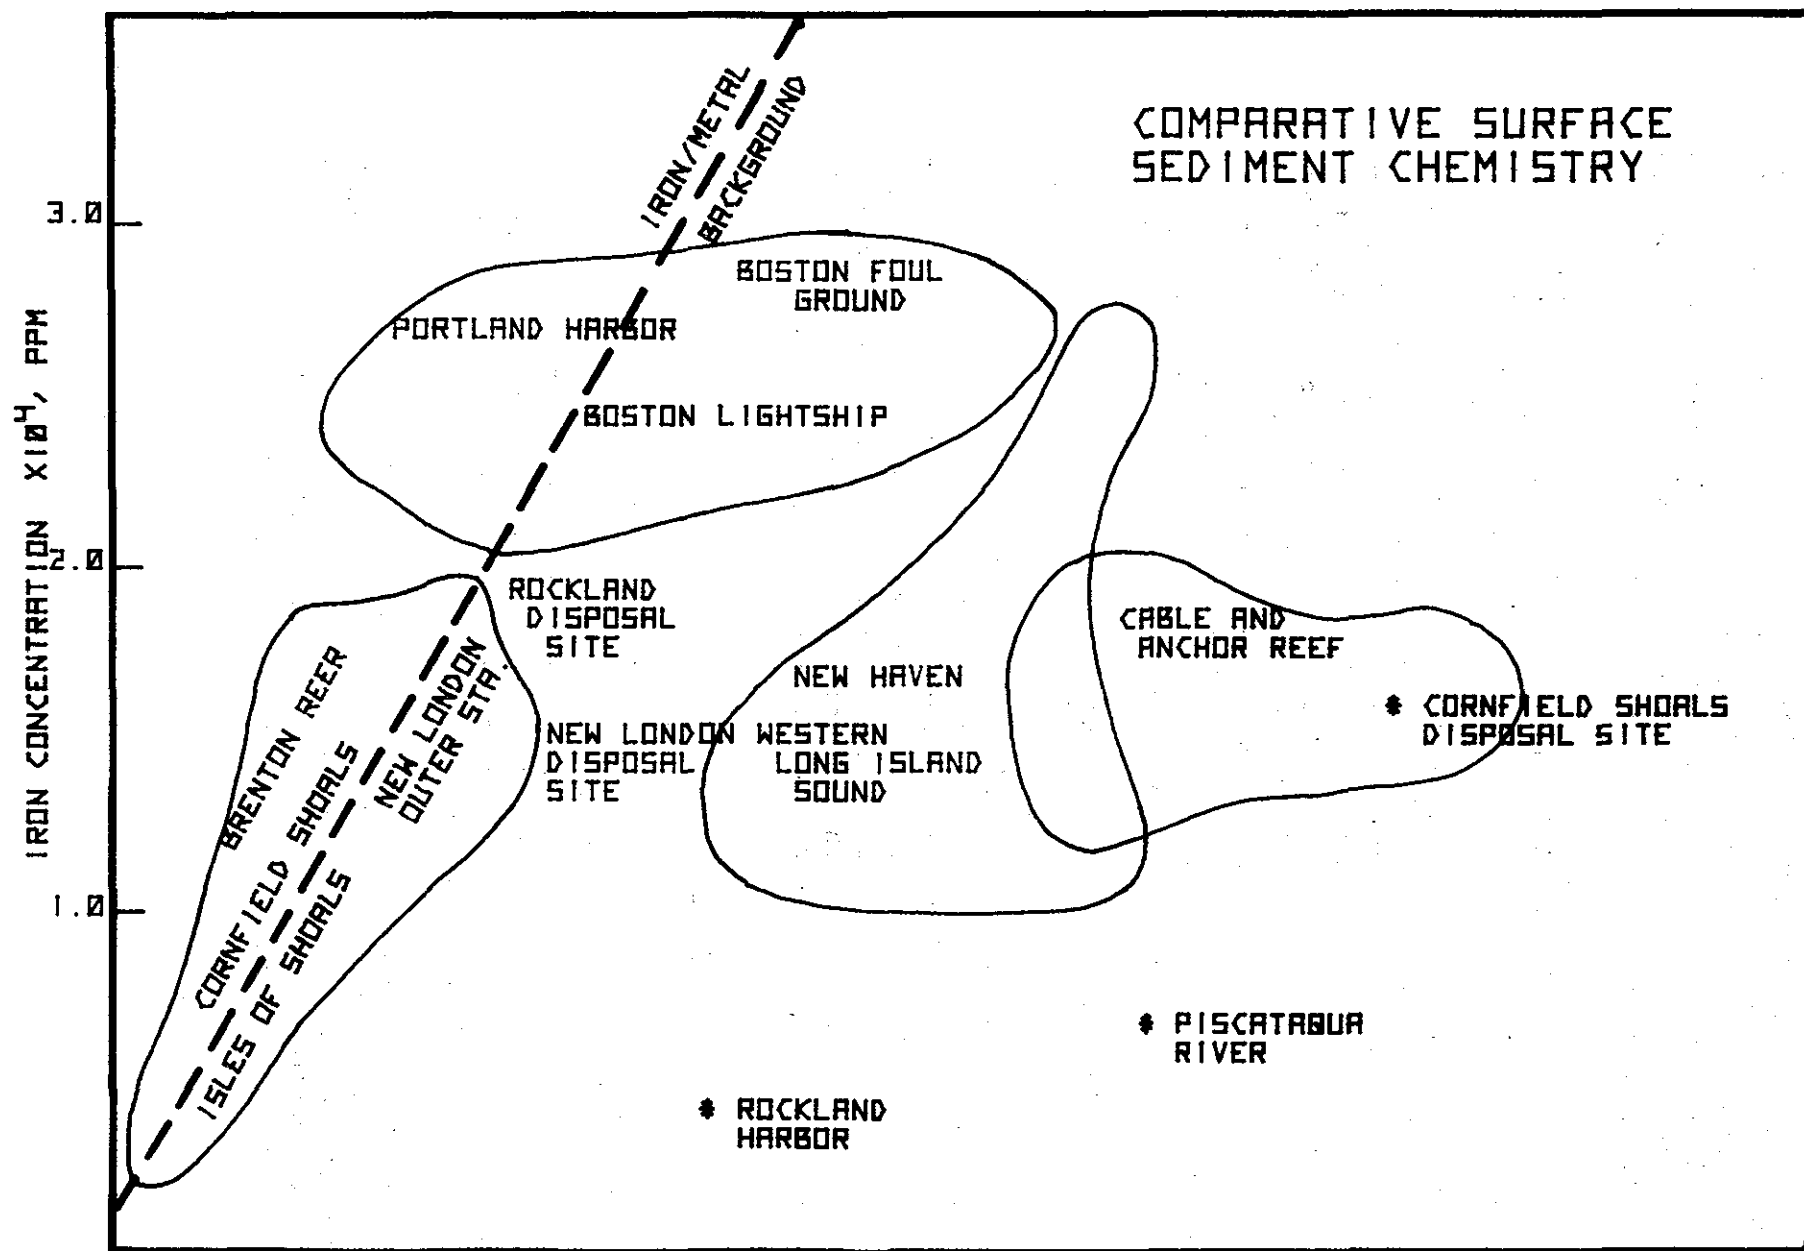 COMPARATIVE SURFACE
SEDIMENT CHEMISTRY
IRON/METAL
BACKGROUND
3.0
2.0
1.0
IRON CONCENTRATION X10⁴, PPM
BOSTON FOUL
GROUND
PORTLAND HARBOR
BOSTON LIGHTSHIP
ROCKLAND
DISPOSAL
SITE
BRENTON REER
CORNFIELD SHOALS
NEW LONDON
OUTER STA.
ISLES OF SHOALS
NEW LONDON
DISPOSAL
SITE
NEW HAVEN
WESTERN
LONG ISLAND
SOUND
CABLE AND
ANCHOR REEF
* CORNFIELD SHOALS
DISPOSAL SITE
* PISCATAQUA
RIVER
* ROCKLAND
HARBOR